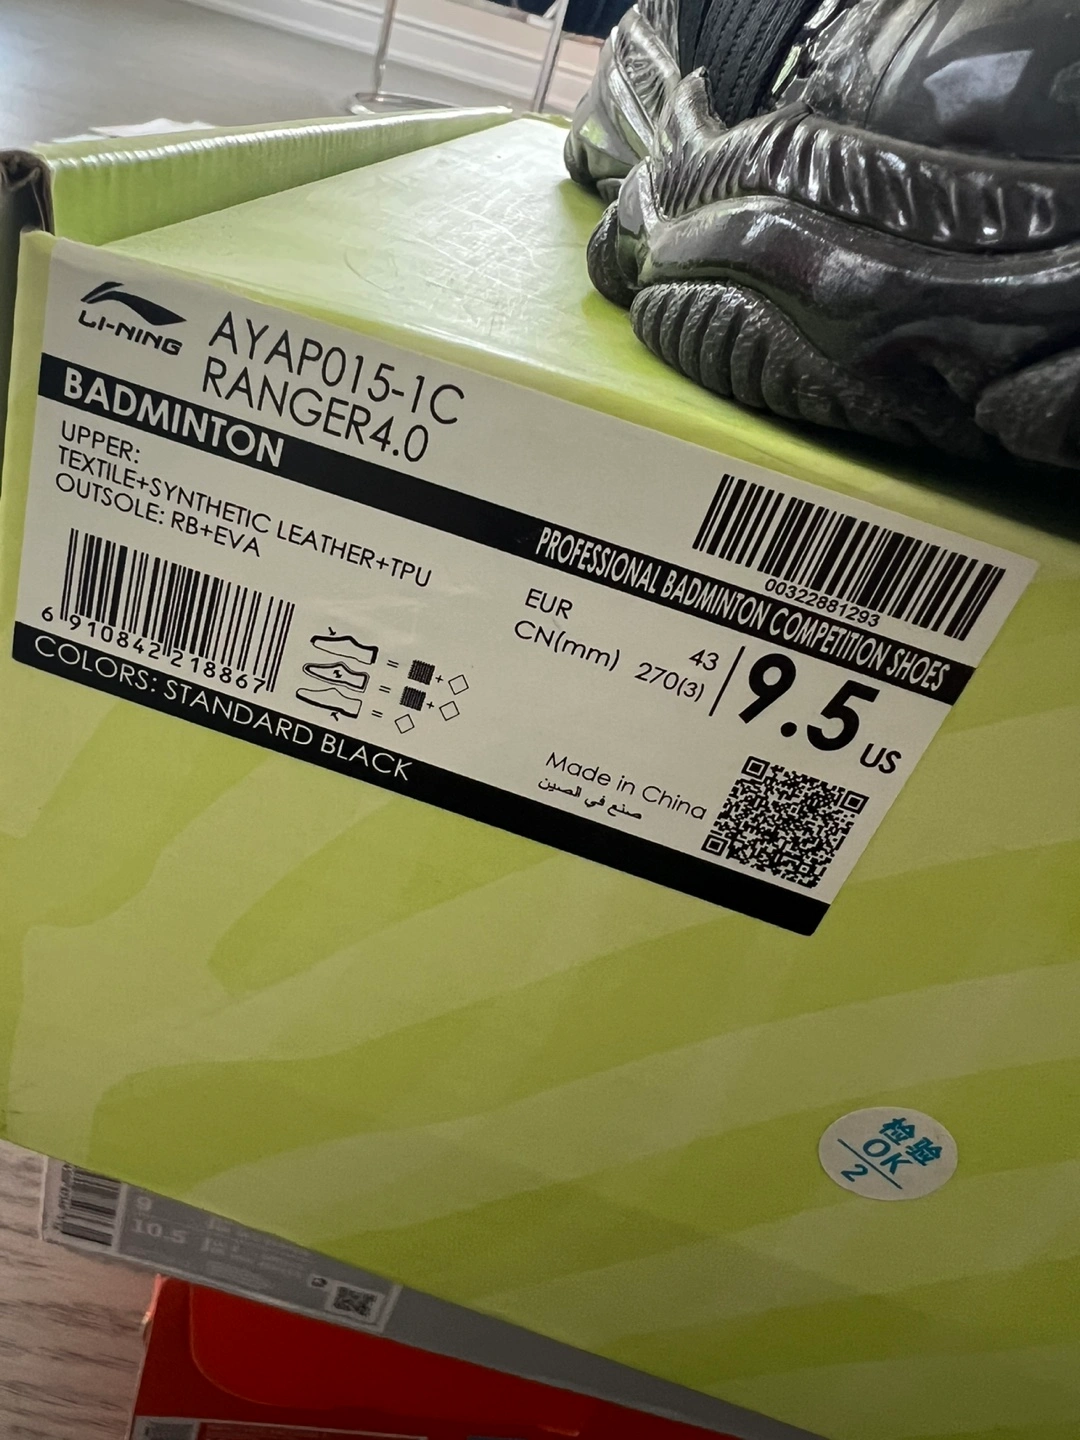 LI-NING
AYAP015-1C
RANGER4.0
BADMINTON
PROFESSIONAL BADMINTON COMPETITION SHOES
UPPER:
TEXTILE+SYNTHETIC LEATHER+TPU
OUTSOLE: RB+EVA
00322881293
EUR 43
CN(mm) 270(3)
9.5 US
6 910842 218867
COLORS: STANDARD BLACK
Made in China
صنع في الصين
检验
OK
2
9
10.5